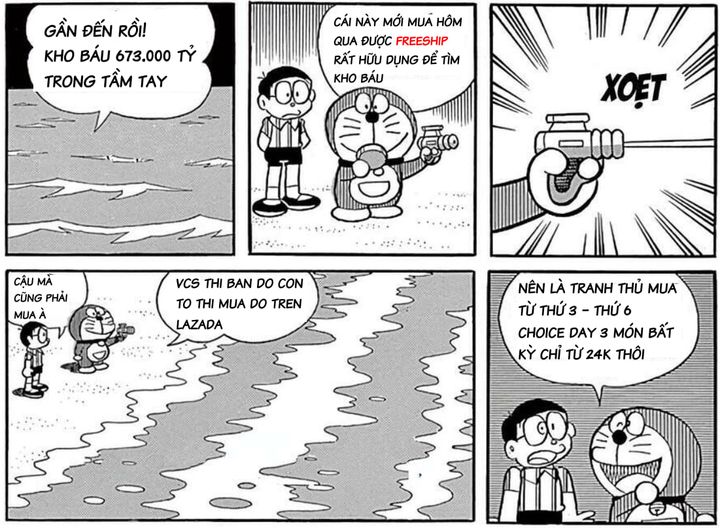 GẦN ĐẾN RỒI!
KHO BÁU 673.000 TỶ
TRONG TẦM TAY
CÁI NÀY MỚI MUA HÔM
QUA ĐƯỢC FREESHIP
RẤT HỮU DỤNG ĐỂ TÌM
KHO BÁU
XOẸT
CẬU MÀ
CŨNG PHẢI
MUA À
VCS THI BAN DO CON
TO THI MUA DO TREN
LAZADA
NÊN LÀ TRANH THỦ MUA
TỪ THỨ 3 - THỨ 6
CHOICE DAY 3 MÓN BẤT
KỲ CHỈ TỪ 24K THÔI